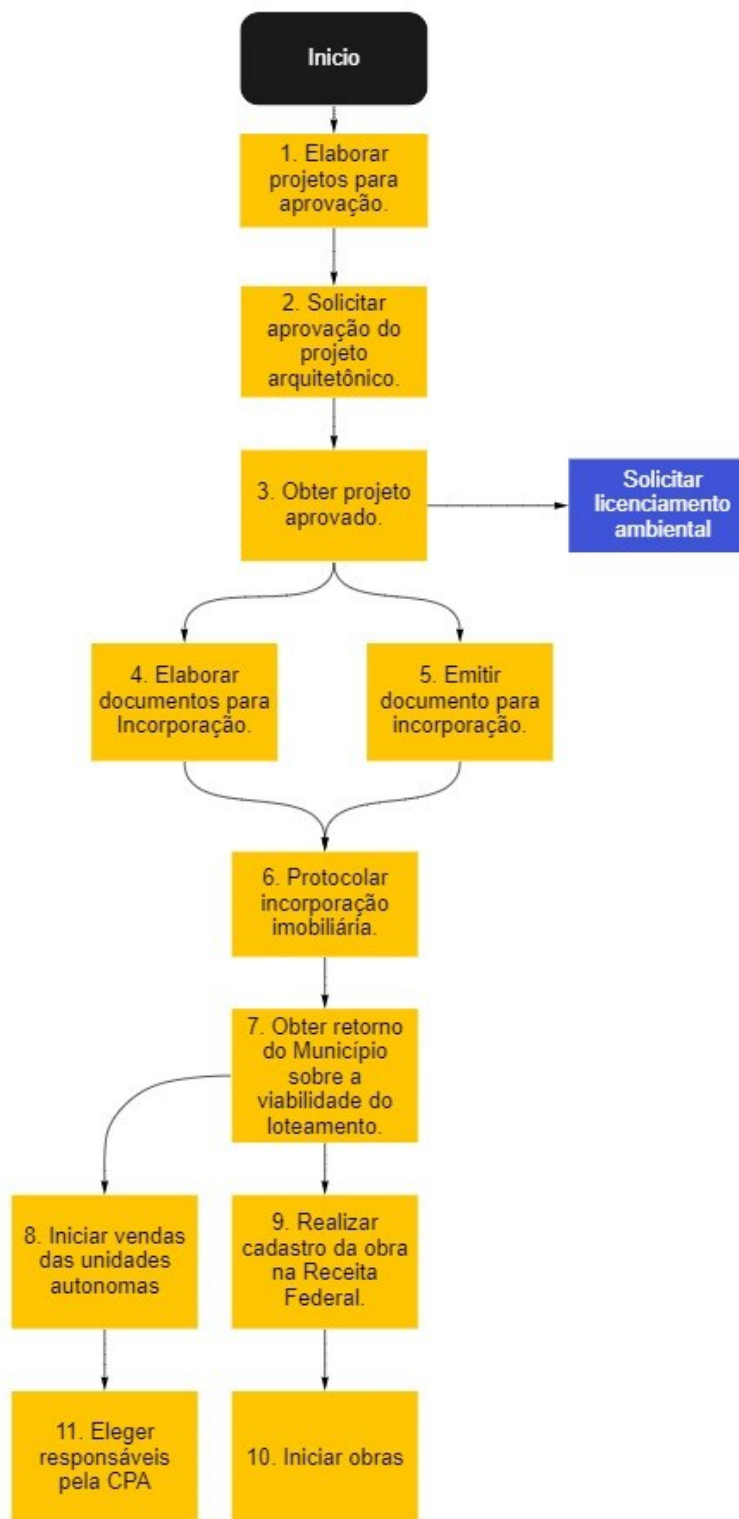 Inicio
1. Elaborar
projetos para
aprovação.
2. Solicitar
aprovação do
projeto
arquitetônico.
3. Obter projeto
aprovado.
Solicitar
licenciamento
ambiental
4. Elaborar
documentos para
Incorporação.
5. Emitir
documento para
incorporação.
6. Protocolar
incorporação
imobiliária.
7. Obter retorno
do Município
sobre a
viabilidade do
loteamento.
8. Iniciar vendas
das unidades
autonomas
9. Realizar
cadastro da obra
na Receita
Federal.
11. Eleger
responsáveis
pela CPA
10. Iniciar obras